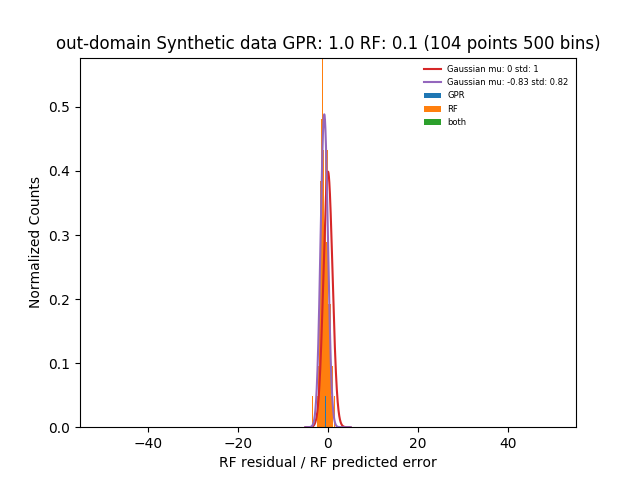 out-domain Synthetic data GPR: 1.0 RF: 0.1 (104 points 500 bins)
Gaussian mu: 0 std: 1
Gaussian mu: -0.83 std: 0.82
GPR
RF
both
Normalized Counts
0.5
0.4
0.3
0.2
0.1
0.0
−40 −20 0 20 40
RF residual / RF predicted error